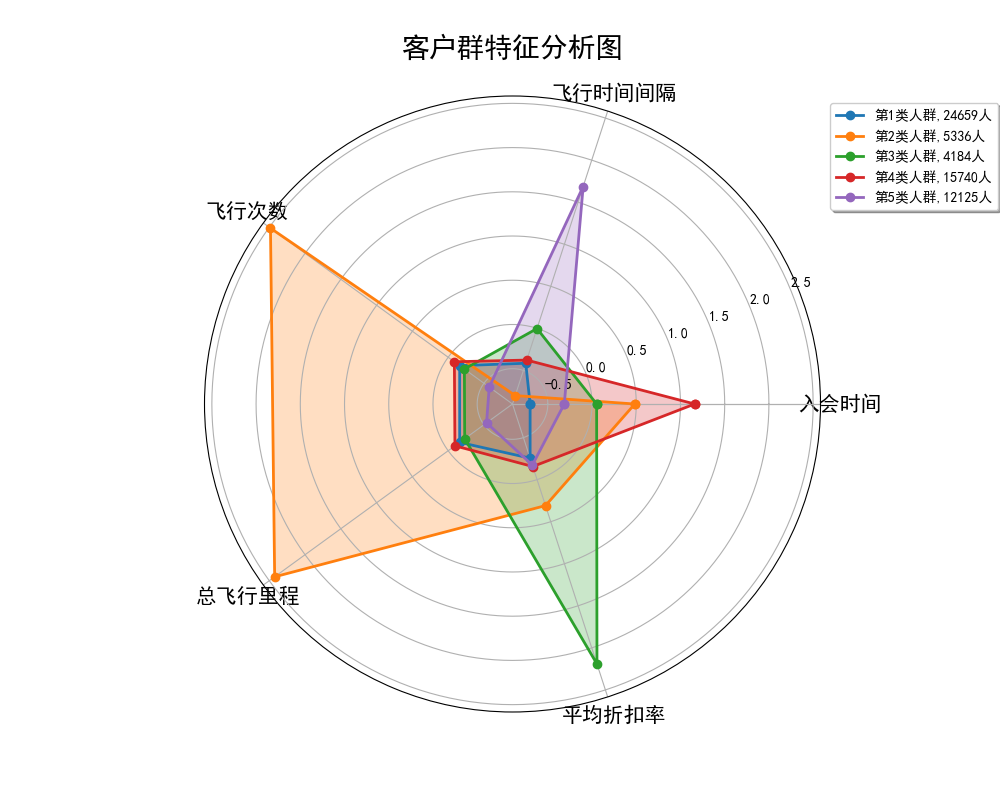 客户群特征分析图
飞行时间间隔
第1类人群,24659人
第2类人群,5336人
第3类人群,4184人
第4类人群,15740人
第5类人群,12125人
飞行次数
2.5
2.0
1.5
1.0
0.5
0.0
−0.5
入会时间
总飞行里程
平均折扣率